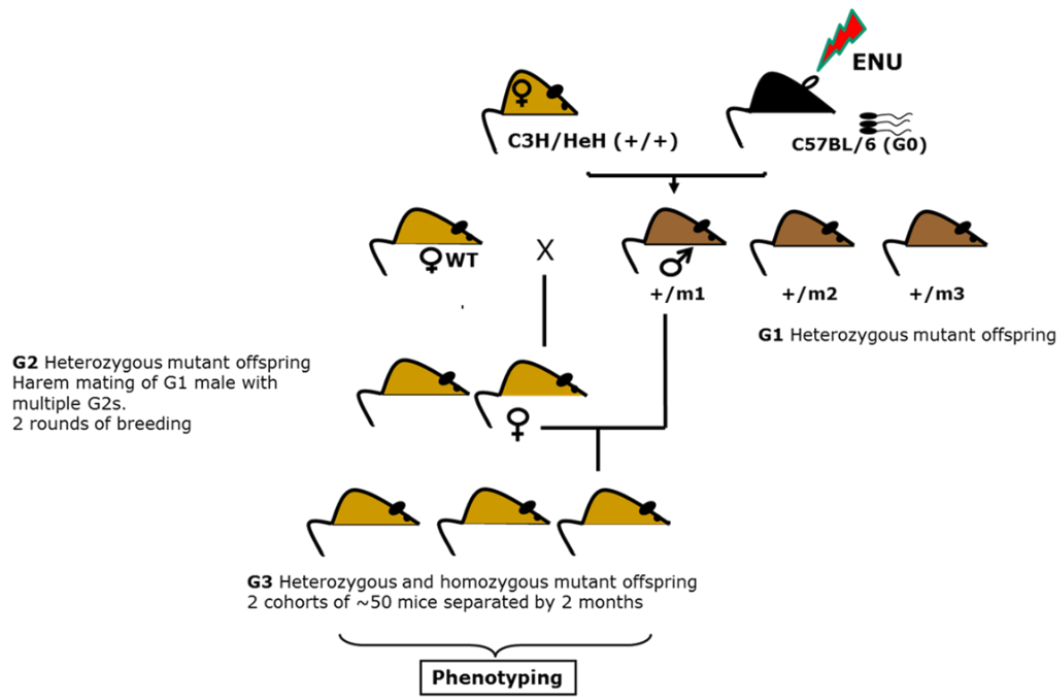 ENU
C3H/HeH (+/+)
C57BL/6 (G0)
♀WT
X
+/m1
+/m2
+/m3
G1 Heterozygous mutant offspring
G2 Heterozygous mutant offspring
Harem mating of G1 male with
multiple G2s.
2 rounds of breeding
G3 Heterozygous and homozygous mutant offspring
2 cohorts of ~50 mice separated by 2 months
Phenotyping